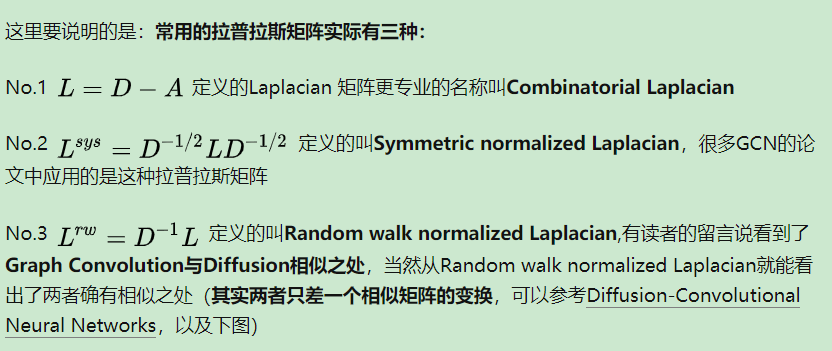 这里要说明的是：常用的拉普拉斯矩阵实际有三种：
No.1 L = D − A 定义的Laplacian 矩阵更专业的名称叫Combinatorial Laplacian
No.2 L^{sys} = D^{−1/2}LD^{−1/2} 定义的叫Symmetric normalized Laplacian，很多GCN的论
文中应用的是这种拉普拉斯矩阵
No.3 L^{rw} = D^{−1}L 定义的叫Random walk normalized Laplacian,有读者的留言说看到了
Graph Convolution与Diffusion相似之处，当然从Random walk normalized Laplacian就能看
出了两者确有相似之处（其实两者只差一个相似矩阵的变换，可以参考Diffusion-Convolutional
Neural Networks，以及下图）